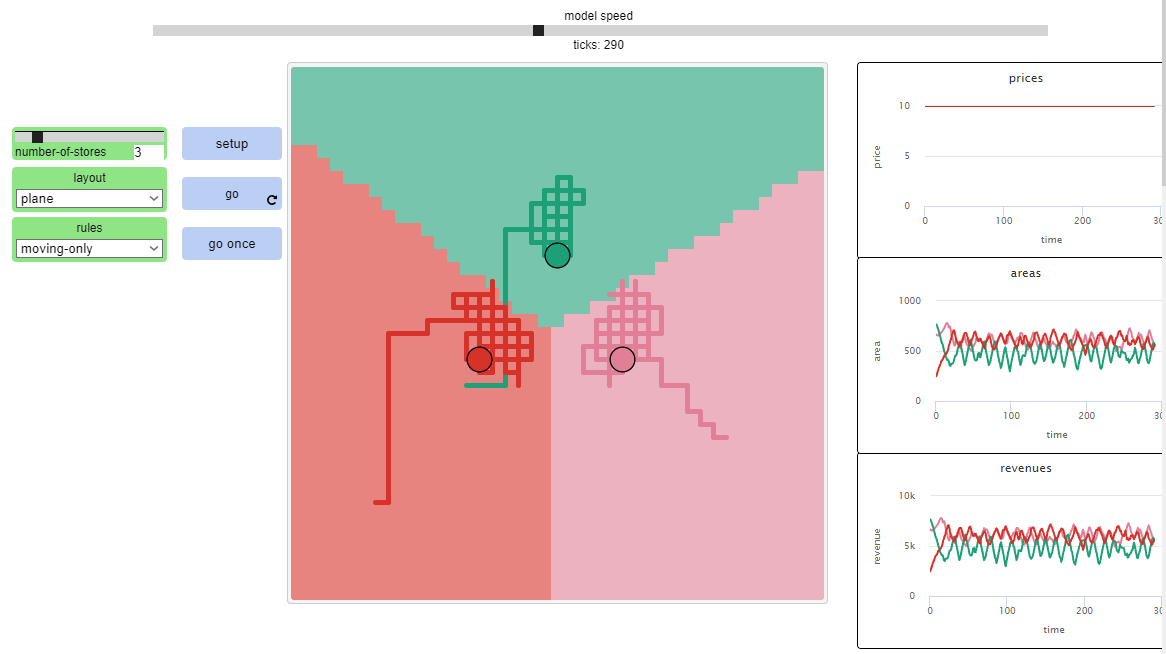 model speed
ticks: 290
number-of-stores 3
layout
plane
rules
moving-only
setup
go
go once
prices
10
5
0
price
0 100 200 30
time
areas
1000
500
0
area
0 100 200 30
time
revenues
10k
5k
0
revenue
0 100 200 30
time